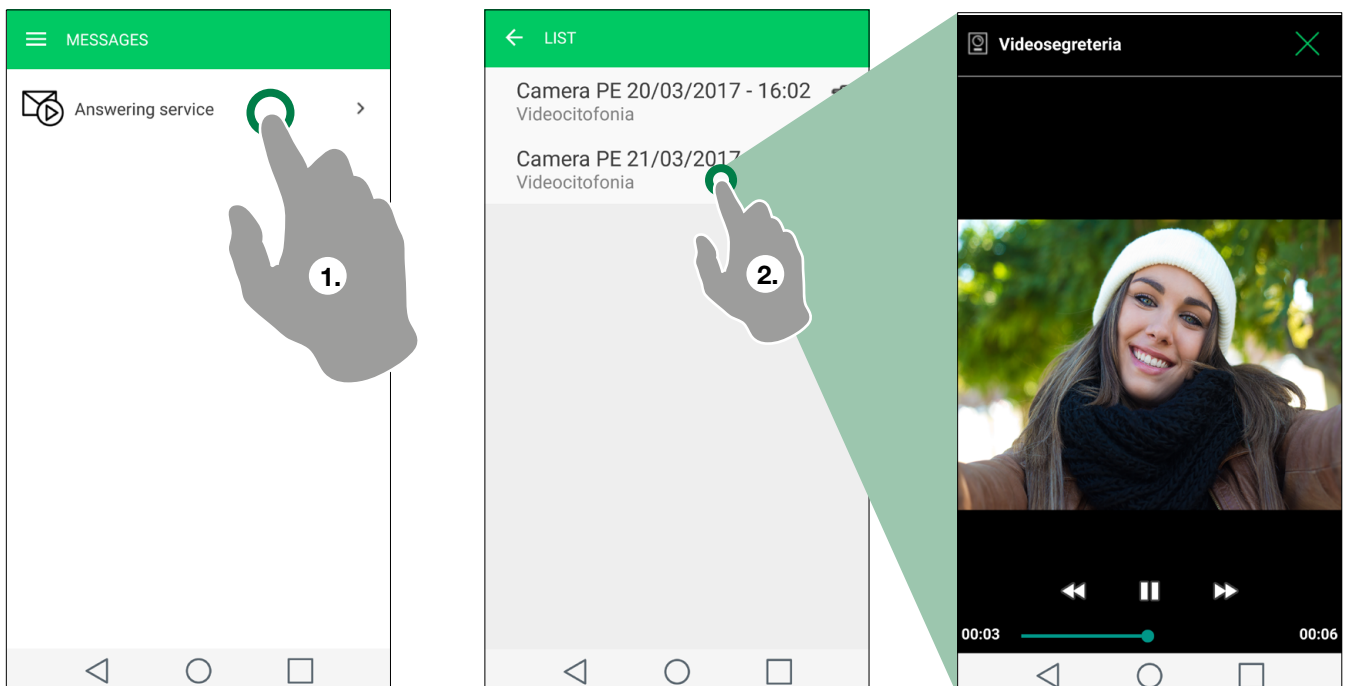 MESSAGES
Answering service
1.
LIST
Camera PE 20/03/2017 - 16:02
Videocitofonia
Camera PE 21/03/2017
Videocitofonia
2.
Videosegreteria
00:03
00:06